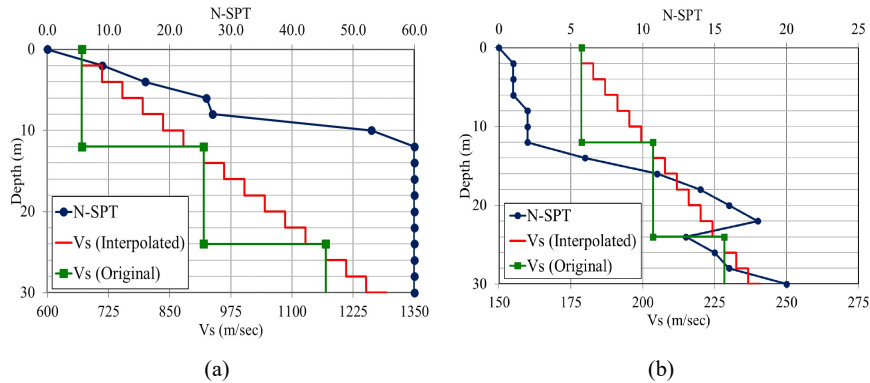 N-SPT
0.0 10.0 20.0 30.0 40.0 50.0 60.0
0
10
20
30
Depth (m)
N-SPT
Vs (Interpolated)
Vs (Original)
600 725 850 975 1100 1225 1350
Vs (m/sec)
(a)
N-SPT
0 5 10 15 20 25
0
10
20
30
Depth (m)
N-SPT
Vs (Interpolated)
Vs (Original)
150 175 200 225 250 275
Vs (m/sec)
(b)